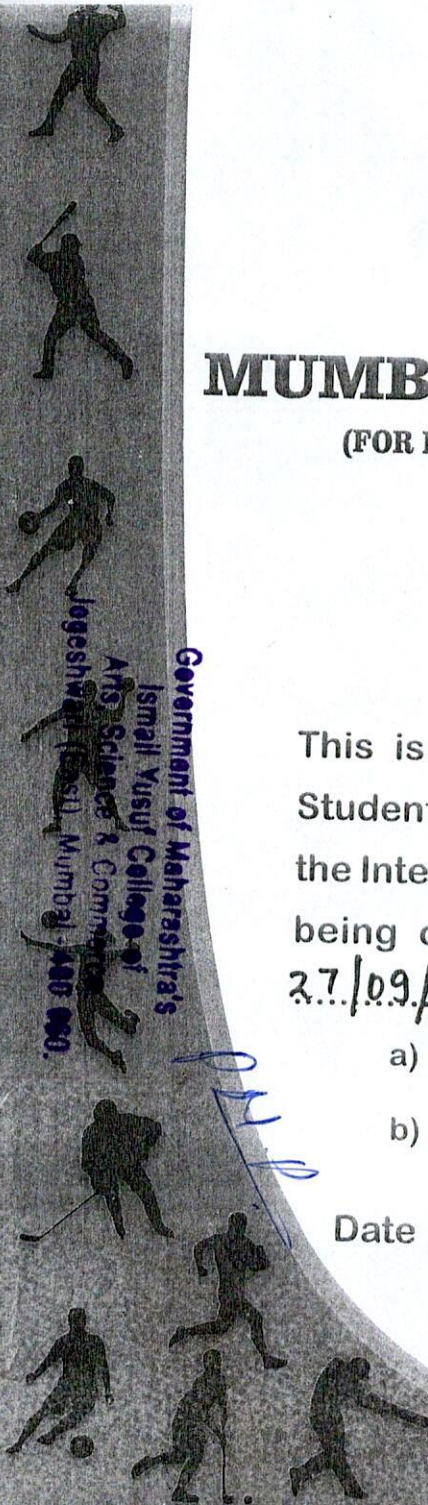 MUMB
(FOR
This is
Student
the Inte
being
27/09/
a)
b)
Date
Government of Maharashtra's
Ismail Yusuf College of
Arts Science & Commerce
Jogeshwari (East), Mumbai - 400 060.